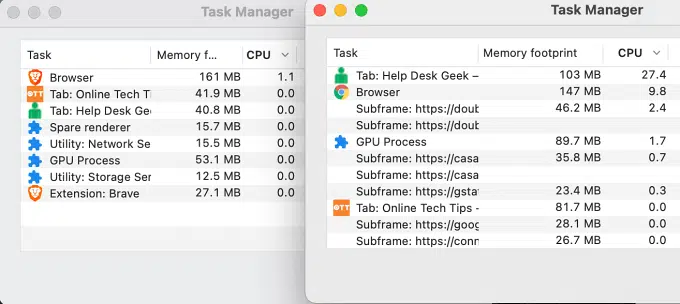 Task Manager
Task Memory f... CPU
Browser 161 MB 1.1
Tab: Online Tech Ti 41.9 MB 0.0
Tab: Help Desk Gee 40.8 MB 0.0
Spare renderer 15.7 MB 0.0
Utility: Network Se 15.5 MB 0.0
GPU Process 53.1 MB 0.0
Utility: Storage Ser 12.5 MB 0.0
Extension: Brave 27.1 MB 0.0
Task Manager
Task Memory footprint CPU
Tab: Help Desk Geek – 103 MB 27.4
Browser 147 MB 9.8
Subframe: https://doub 46.2 MB 2.4
Subframe: https://doub
GPU Process 89.7 MB 1.7
Subframe: https://casa 35.8 MB 0.7
Subframe: https://casa
Subframe: https://gstat 23.4 MB 0.3
OTT Tab: Online Tech Tips - 81.7 MB 0.0
Subframe: https://goog 28.1 MB 0.0
Subframe: https://conn 26.7 MB 0.0